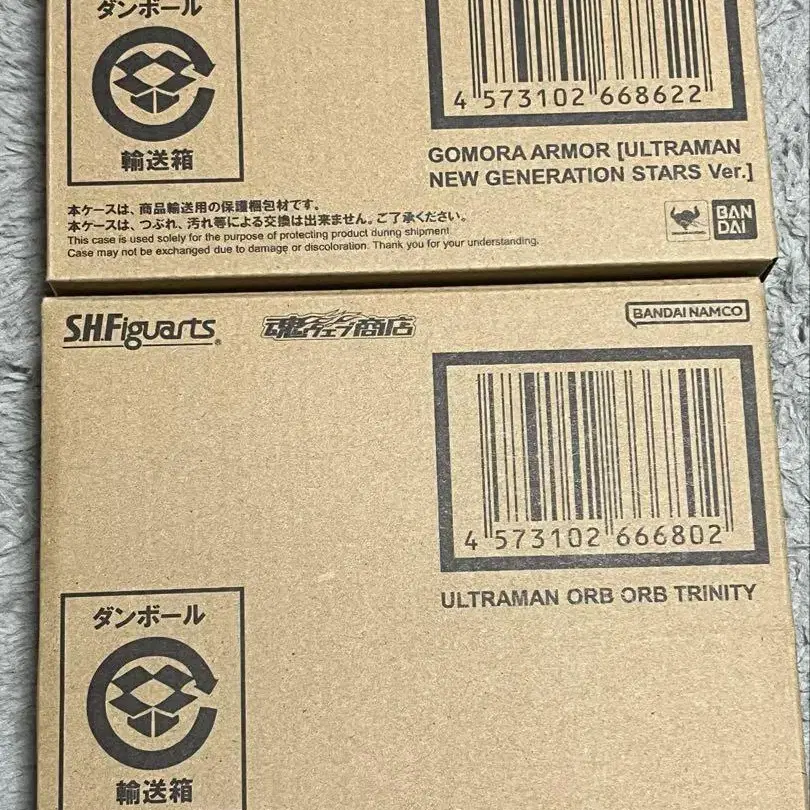 ダンボール
輸送箱
4 573102 668622
GOMORA ARMOR [ULTRAMAN
NEW GENERATION STARS Ver.]
本ケースは、商品輸送用の保護梱包材です。
本ケースは、つぶれ、汚れ等による交換は出来ません。ご了承ください。
This case is used solely for the purpose of protecting product during shipment.
Case may not be exchanged due to damage or discoloration. Thank you for your understanding.
BAN
DAI
S.H.Figuarts
魂ウェブ商店
BANDAI NAMCO
4 573102 666802
ULTRAMAN ORB ORB TRINITY
ダンボール
輸送箱